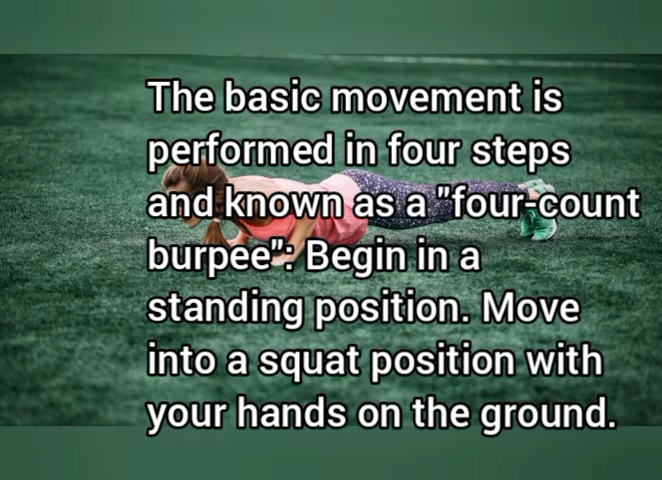 The basic movement is
performed in four steps
and known as a "four-count
burpee": Begin in a
standing position. Move
into a squat position with
your hands on the ground.